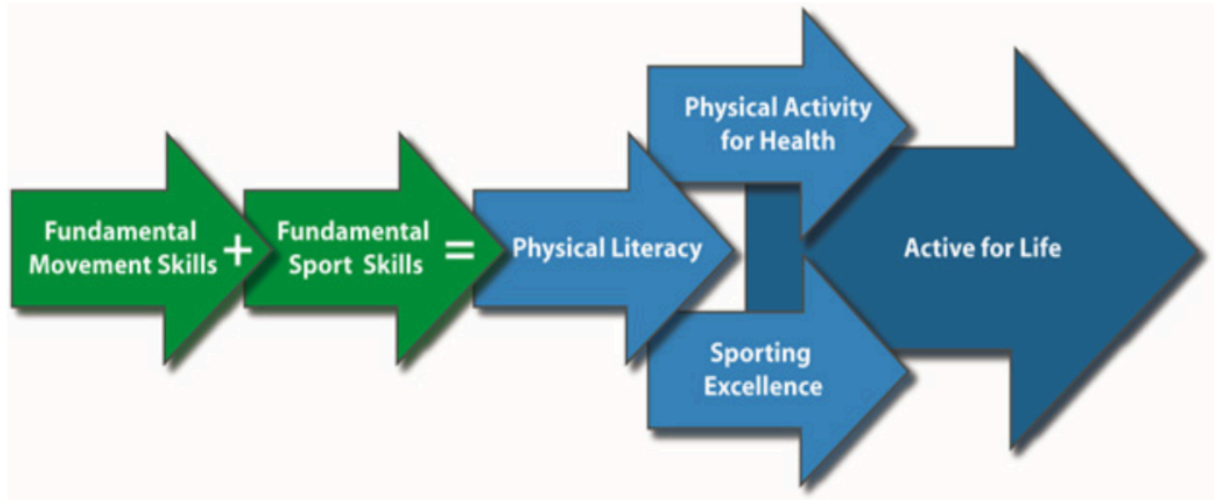 Fundamental
Movement Skills
+
Fundamental
Sport Skills
=
Physical Literacy
Physical Activity
for Health
Sporting
Excellence
Active for Life